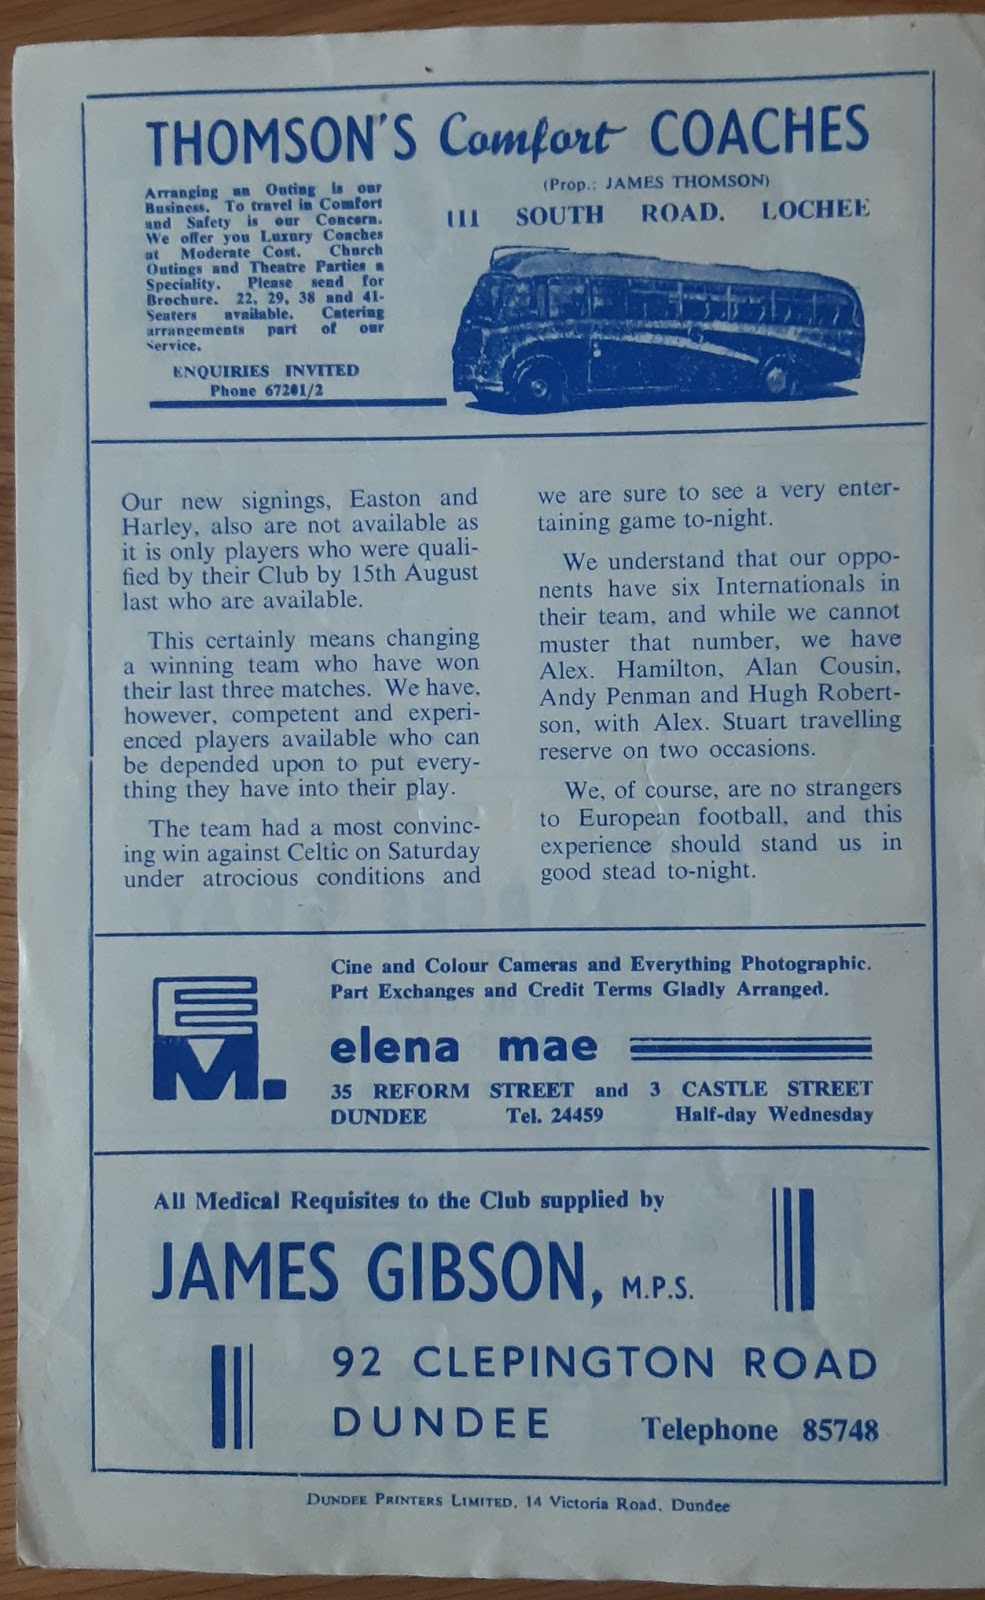 THOMSON'S Comfort COACHES
Arranging an Outing is our
Business. To travel in Comfort
and Safety is our Concern.
We offer you Luxury Coaches
at Moderate Cost. Church
Outings and Theatre Parties a
Speciality. Please send for
Brochure. 22, 29, 38 and 41-
Seaters available. Catering
arrangements part of our
Service.
ENQUIRIES INVITED
Phone 67201/2
(Prop.: JAMES THOMSON)
111 SOUTH ROAD. LOCHEE
Our new signings, Easton and
Harley, also are not available as
it is only players who were quali-
fied by their Club by 15th August
last who are available.
This certainly means changing
a winning team who have won
their last three matches. We have,
however, competent and experi-
enced players available who can
be depended upon to put every-
thing they have into their play.
The team had a most convinc-
ing win against Celtic on Saturday
under atrocious conditions and
we are sure to see a very enter-
taining game to-night.
We understand that our oppo-
nents have six Internationals in
their team, and while we cannot
muster that number, we have
Alex. Hamilton, Alan Cousin,
Andy Penman and Hugh Robert-
son, with Alex. Stuart travelling
reserve on two occasions.
We, of course, are no strangers
to European football, and this
experience should stand us in
good stead to-night.
EM.
Cine and Colour Cameras and Everything Photographic.
Part Exchanges and Credit Terms Gladly Arranged.
elena mae
35 REFORM STREET and 3 CASTLE STREET
DUNDEE Tel. 24459 Half-day Wednesday
All Medical Requisites to the Club supplied by
JAMES GIBSON, M.P.S.
92 CLEPINGTON ROAD
DUNDEE Telephone 85748
DUNDEE PRINTERS LIMITED, 14 Victoria Road, Dundee